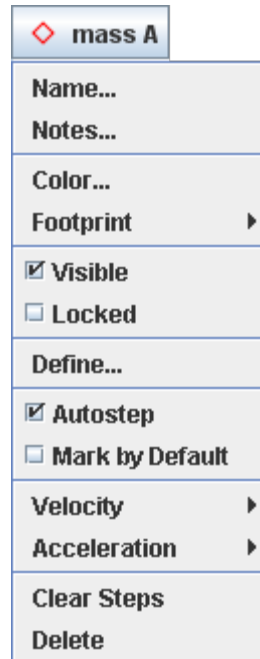 mass A
Name...
Notes...
Color...
Footprint
Visible
Locked
Define...
Autostep
Mark by Default
Velocity
Acceleration
Clear Steps
Delete